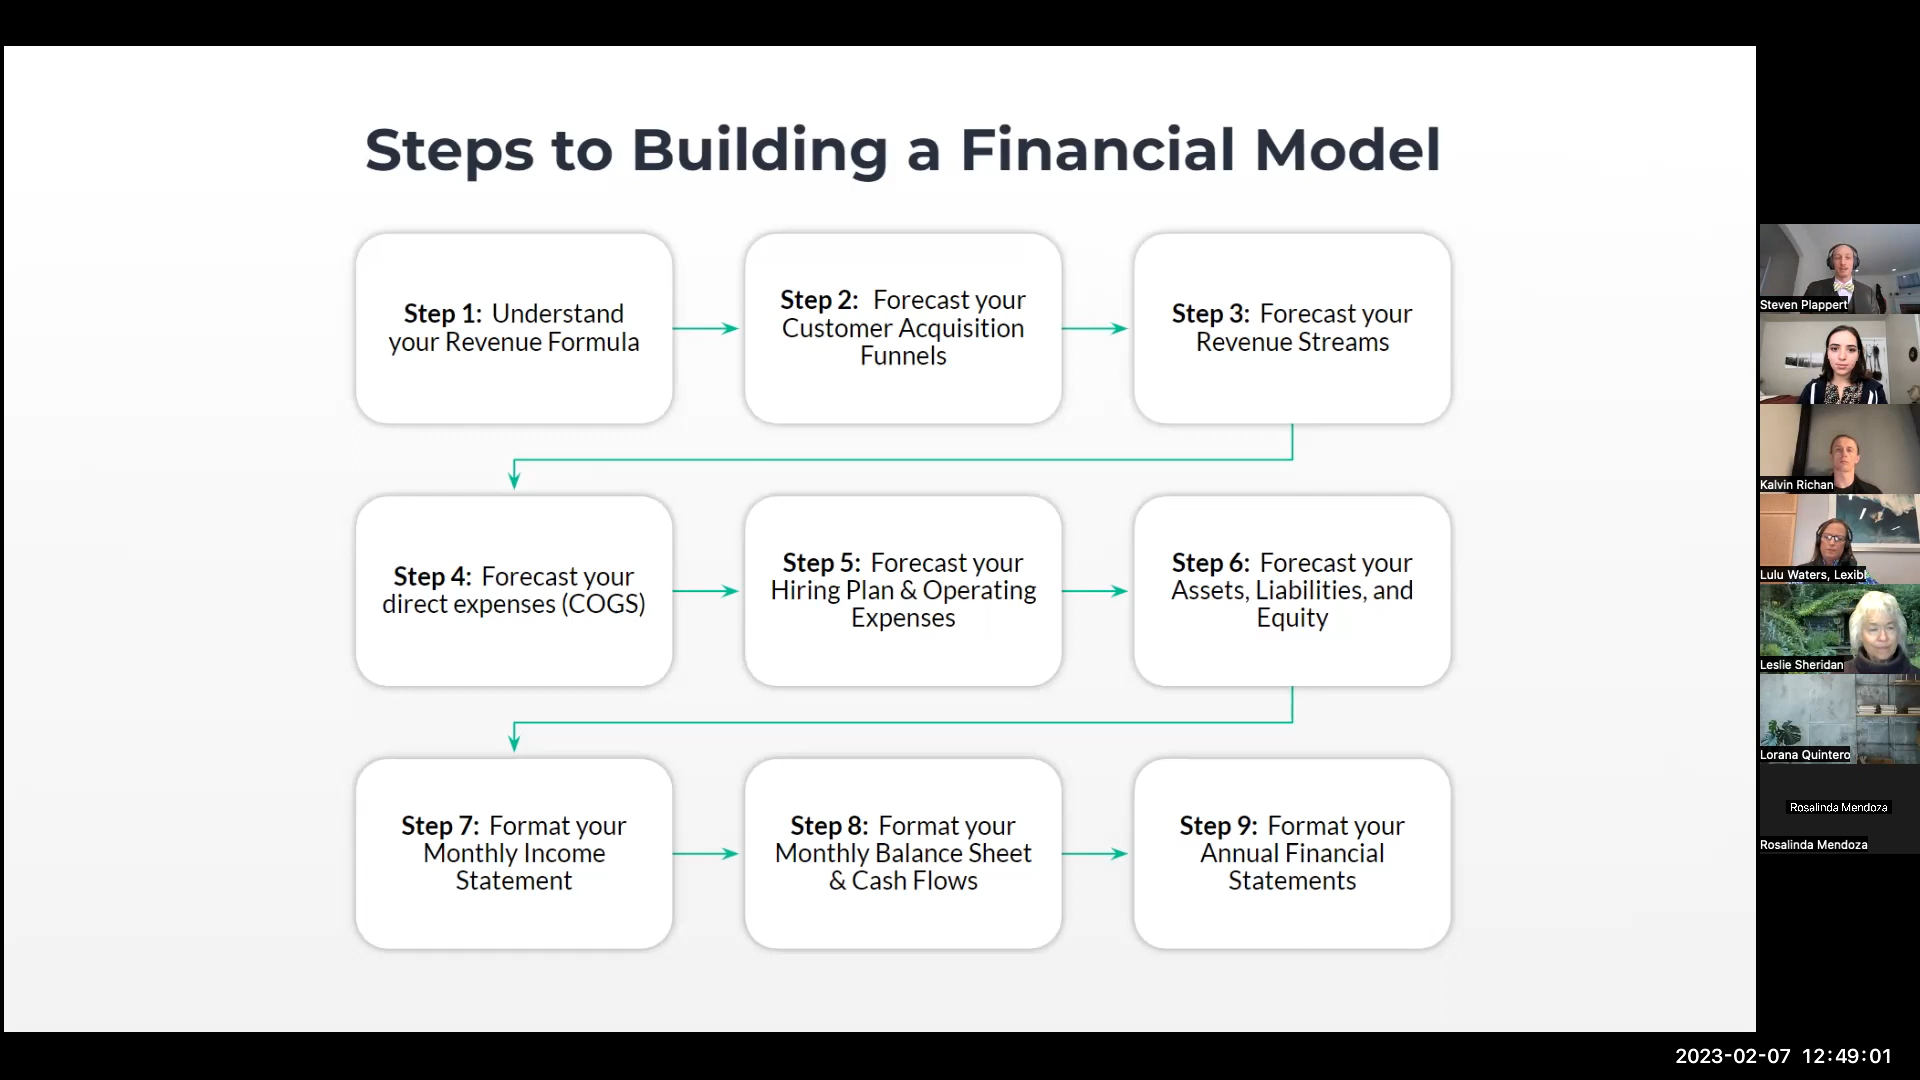 Steps to Building a Financial Model
Step 1: Understand
your Revenue Formula
Step 2: Forecast your
Customer Acquisition
Funnels
Step 3: Forecast your
Revenue Streams
Step 4: Forecast your
direct expenses (COGS)
Step 5: Forecast your
Hiring Plan & Operating
Expenses
Step 6: Forecast your
Assets, Liabilities, and
Equity
Step 7: Format your
Monthly Income
Statement
Step 8: Format your
Monthly Balance Sheet
& Cash Flows
Step 9: Format your
Annual Financial
Statements
Steven Plappert
Kalvin Richan
Lulu Waters, Lexibl
Leslie Sheridan
Lorana Quintero
Rosalinda Mendoza
Rosalinda Mendoza
2023-02-07 12:49:01